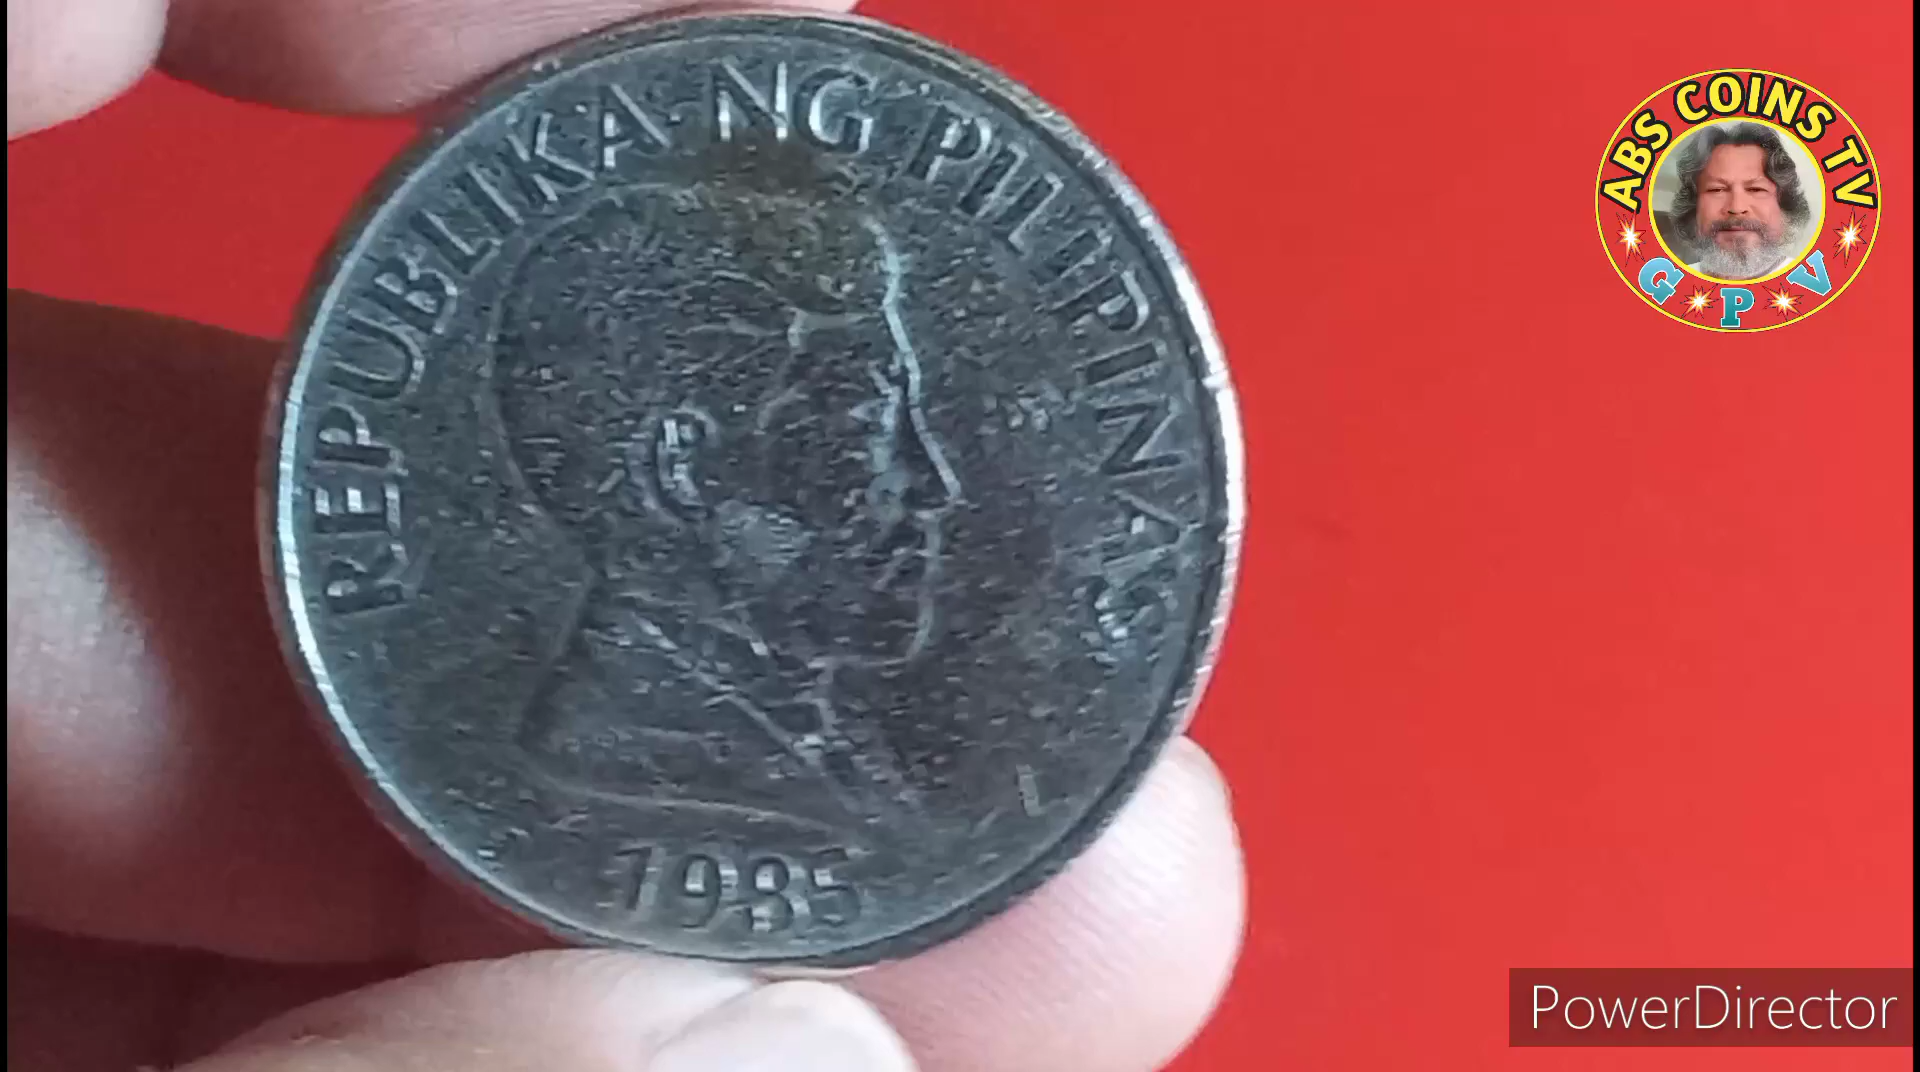 REPUBLIKA NG PILIPINAS
1985
ABS COINS TV
G P V
PowerDirector